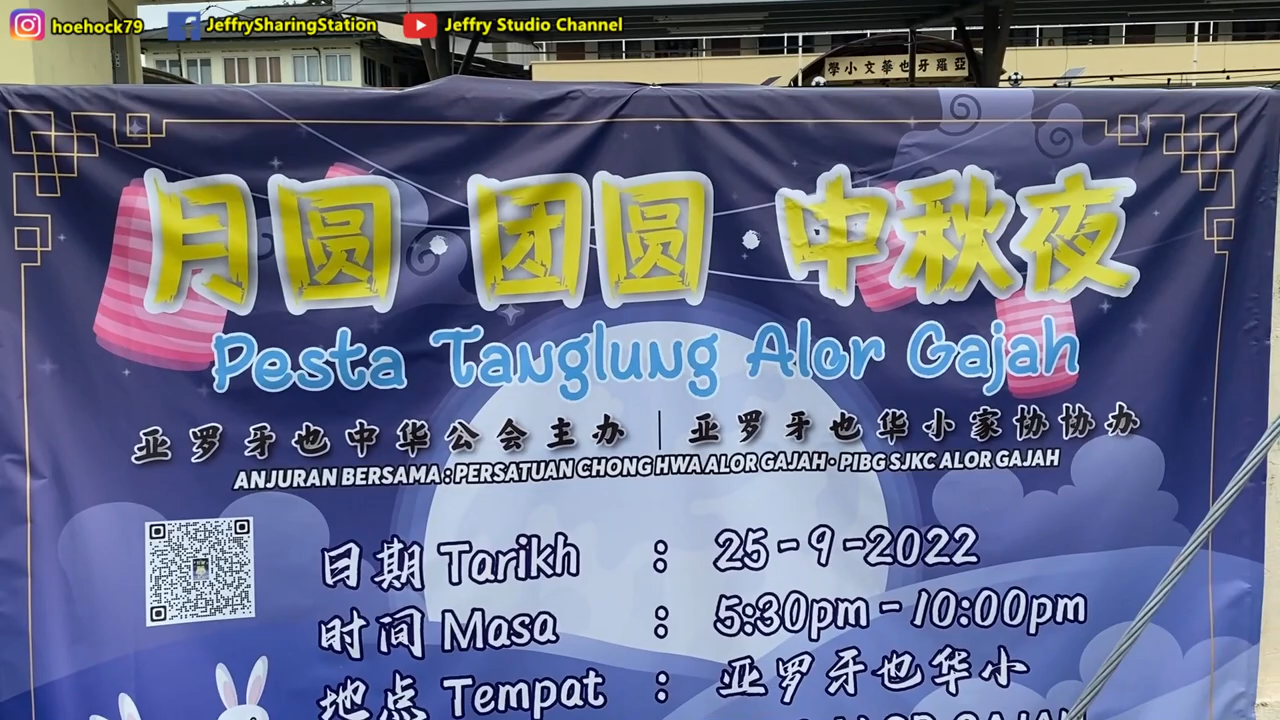 hoehock79 JeffrySharingStation Jeffry Studio Channel
學小文華也牙羅亞
月圆·团圆·中秋夜
Pesta Tanglung Alor Gajah
亚罗牙也中华公会主办 | 亚罗牙也华小家协协办
ANJURAN BERSAMA : PERSATUAN CHONG HWA ALOR GAJAH · PIBG SJKC ALOR GAJAH
日期 Tarikh : 25-9-2022
时间 Masa : 5:30pm - 10:00pm
地点 Tempat : 亚罗牙也华小
ALOR GAJAH